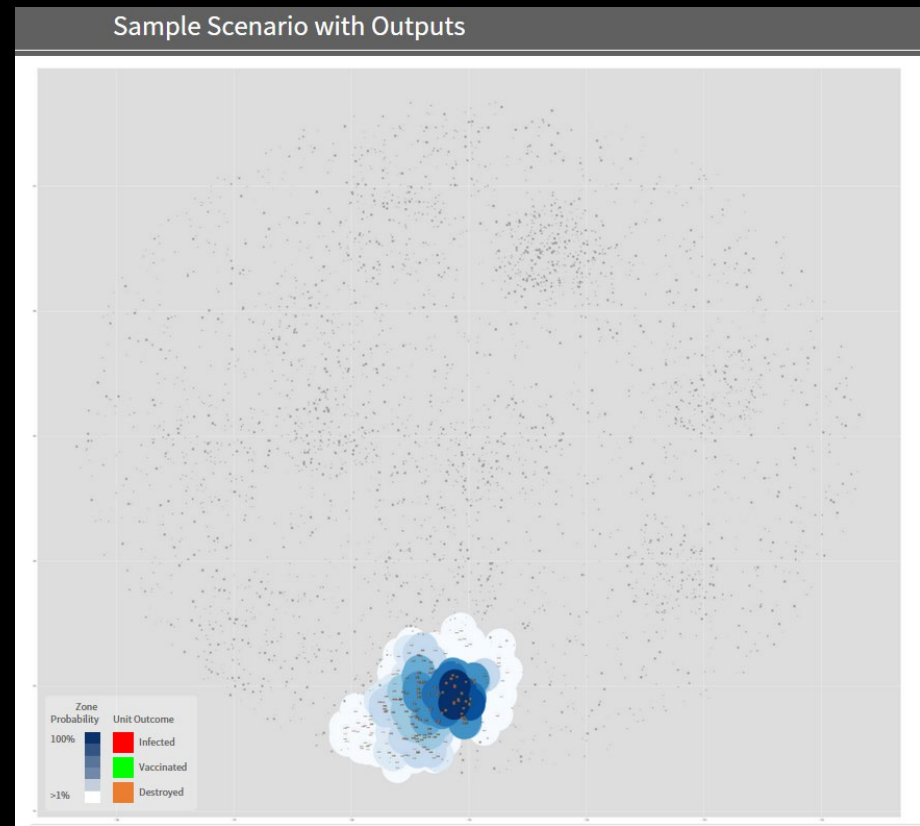 Sample Scenario with Outputs
Zone
Probability
Unit Outcome
100%
Infected
Vaccinated
>1%
Destroyed